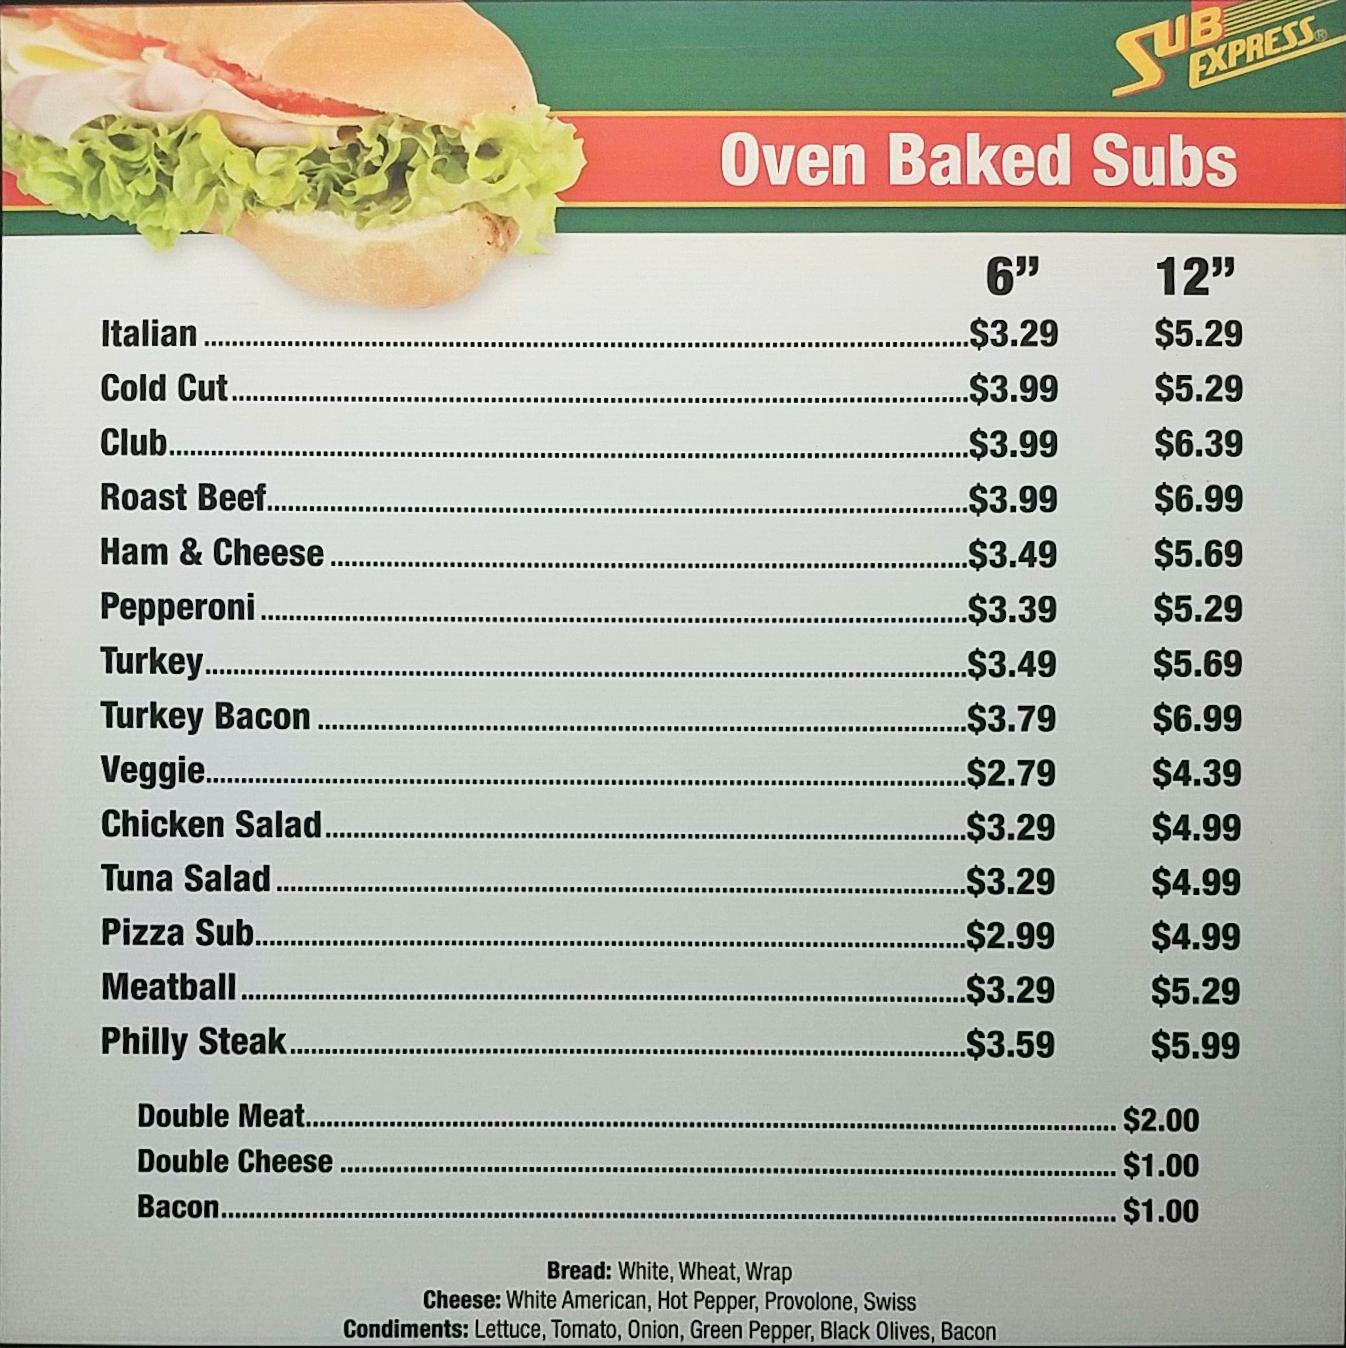 SUB
EXPRESS®
Oven Baked Subs
6” 12”
Italian $3.29 $5.29
Cold Cut $3.99 $5.29
Club $3.99 $6.39
Roast Beef $3.99 $6.99
Ham & Cheese $3.49 $5.69
Pepperoni $3.39 $5.29
Turkey $3.49 $5.69
Turkey Bacon $3.79 $6.99
Veggie $2.79 $4.39
Chicken Salad $3.29 $4.99
Tuna Salad $3.29 $4.99
Pizza Sub $2.99 $4.99
Meatball $3.29 $5.29
Philly Steak $3.59 $5.99
Double Meat $2.00
Double Cheese $1.00
Bacon $1.00
Bread: White, Wheat, Wrap
Cheese: White American, Hot Pepper, Provolone, Swiss
Condiments: Lettuce, Tomato, Onion, Green Pepper, Black Olives, Bacon